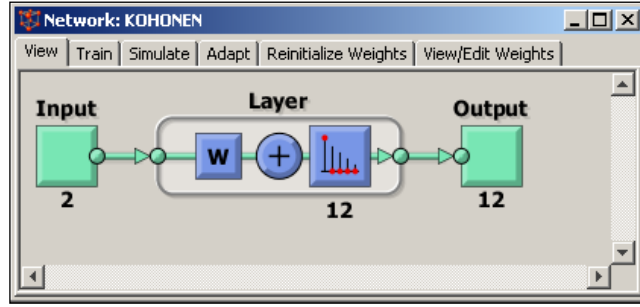 Network: KOHONEN
View Train Simulate Adapt Reinitialize Weights View/Edit Weights
Input Layer Output
W +
2 12 12